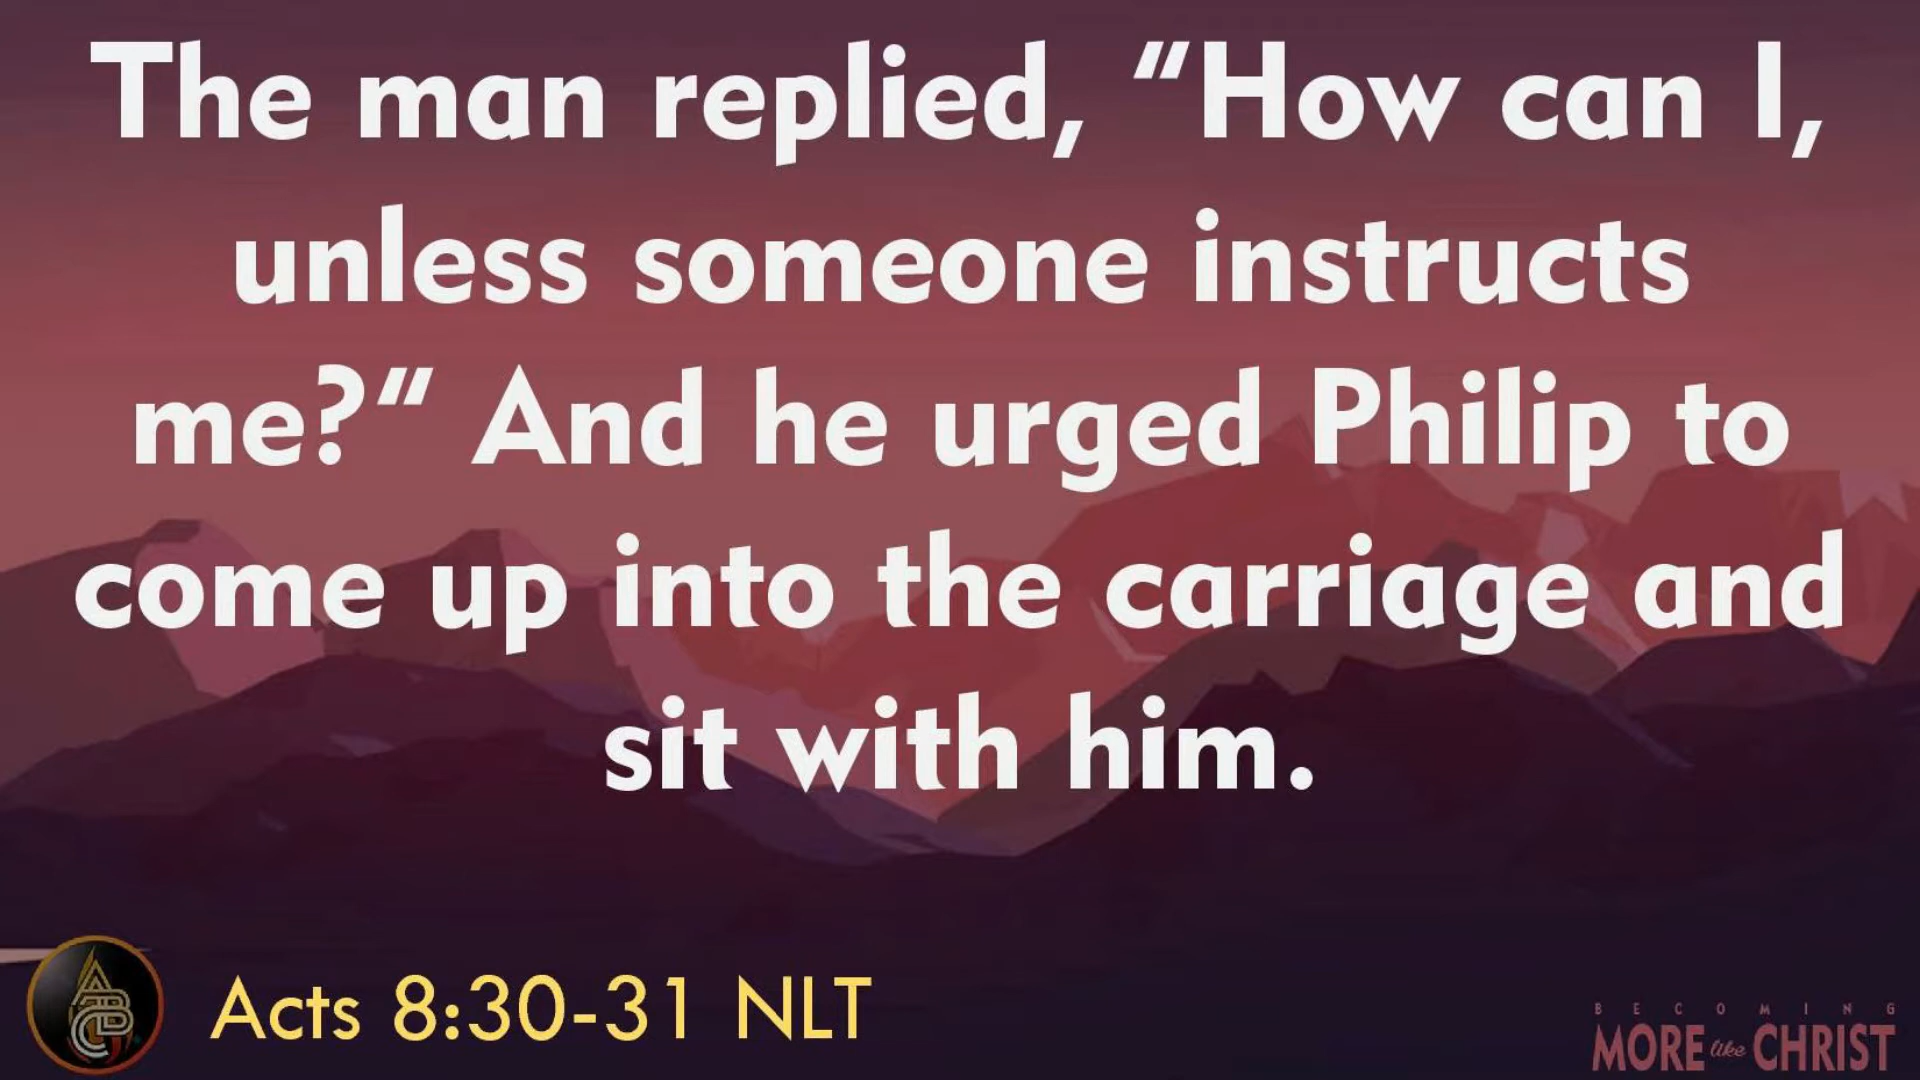 The man replied, “How can I,
unless someone instructs
me?” And he urged Philip to
come up into the carriage and
sit with him.
Acts 8:30-31 NLT
BECOMING
MORE like CHRIST